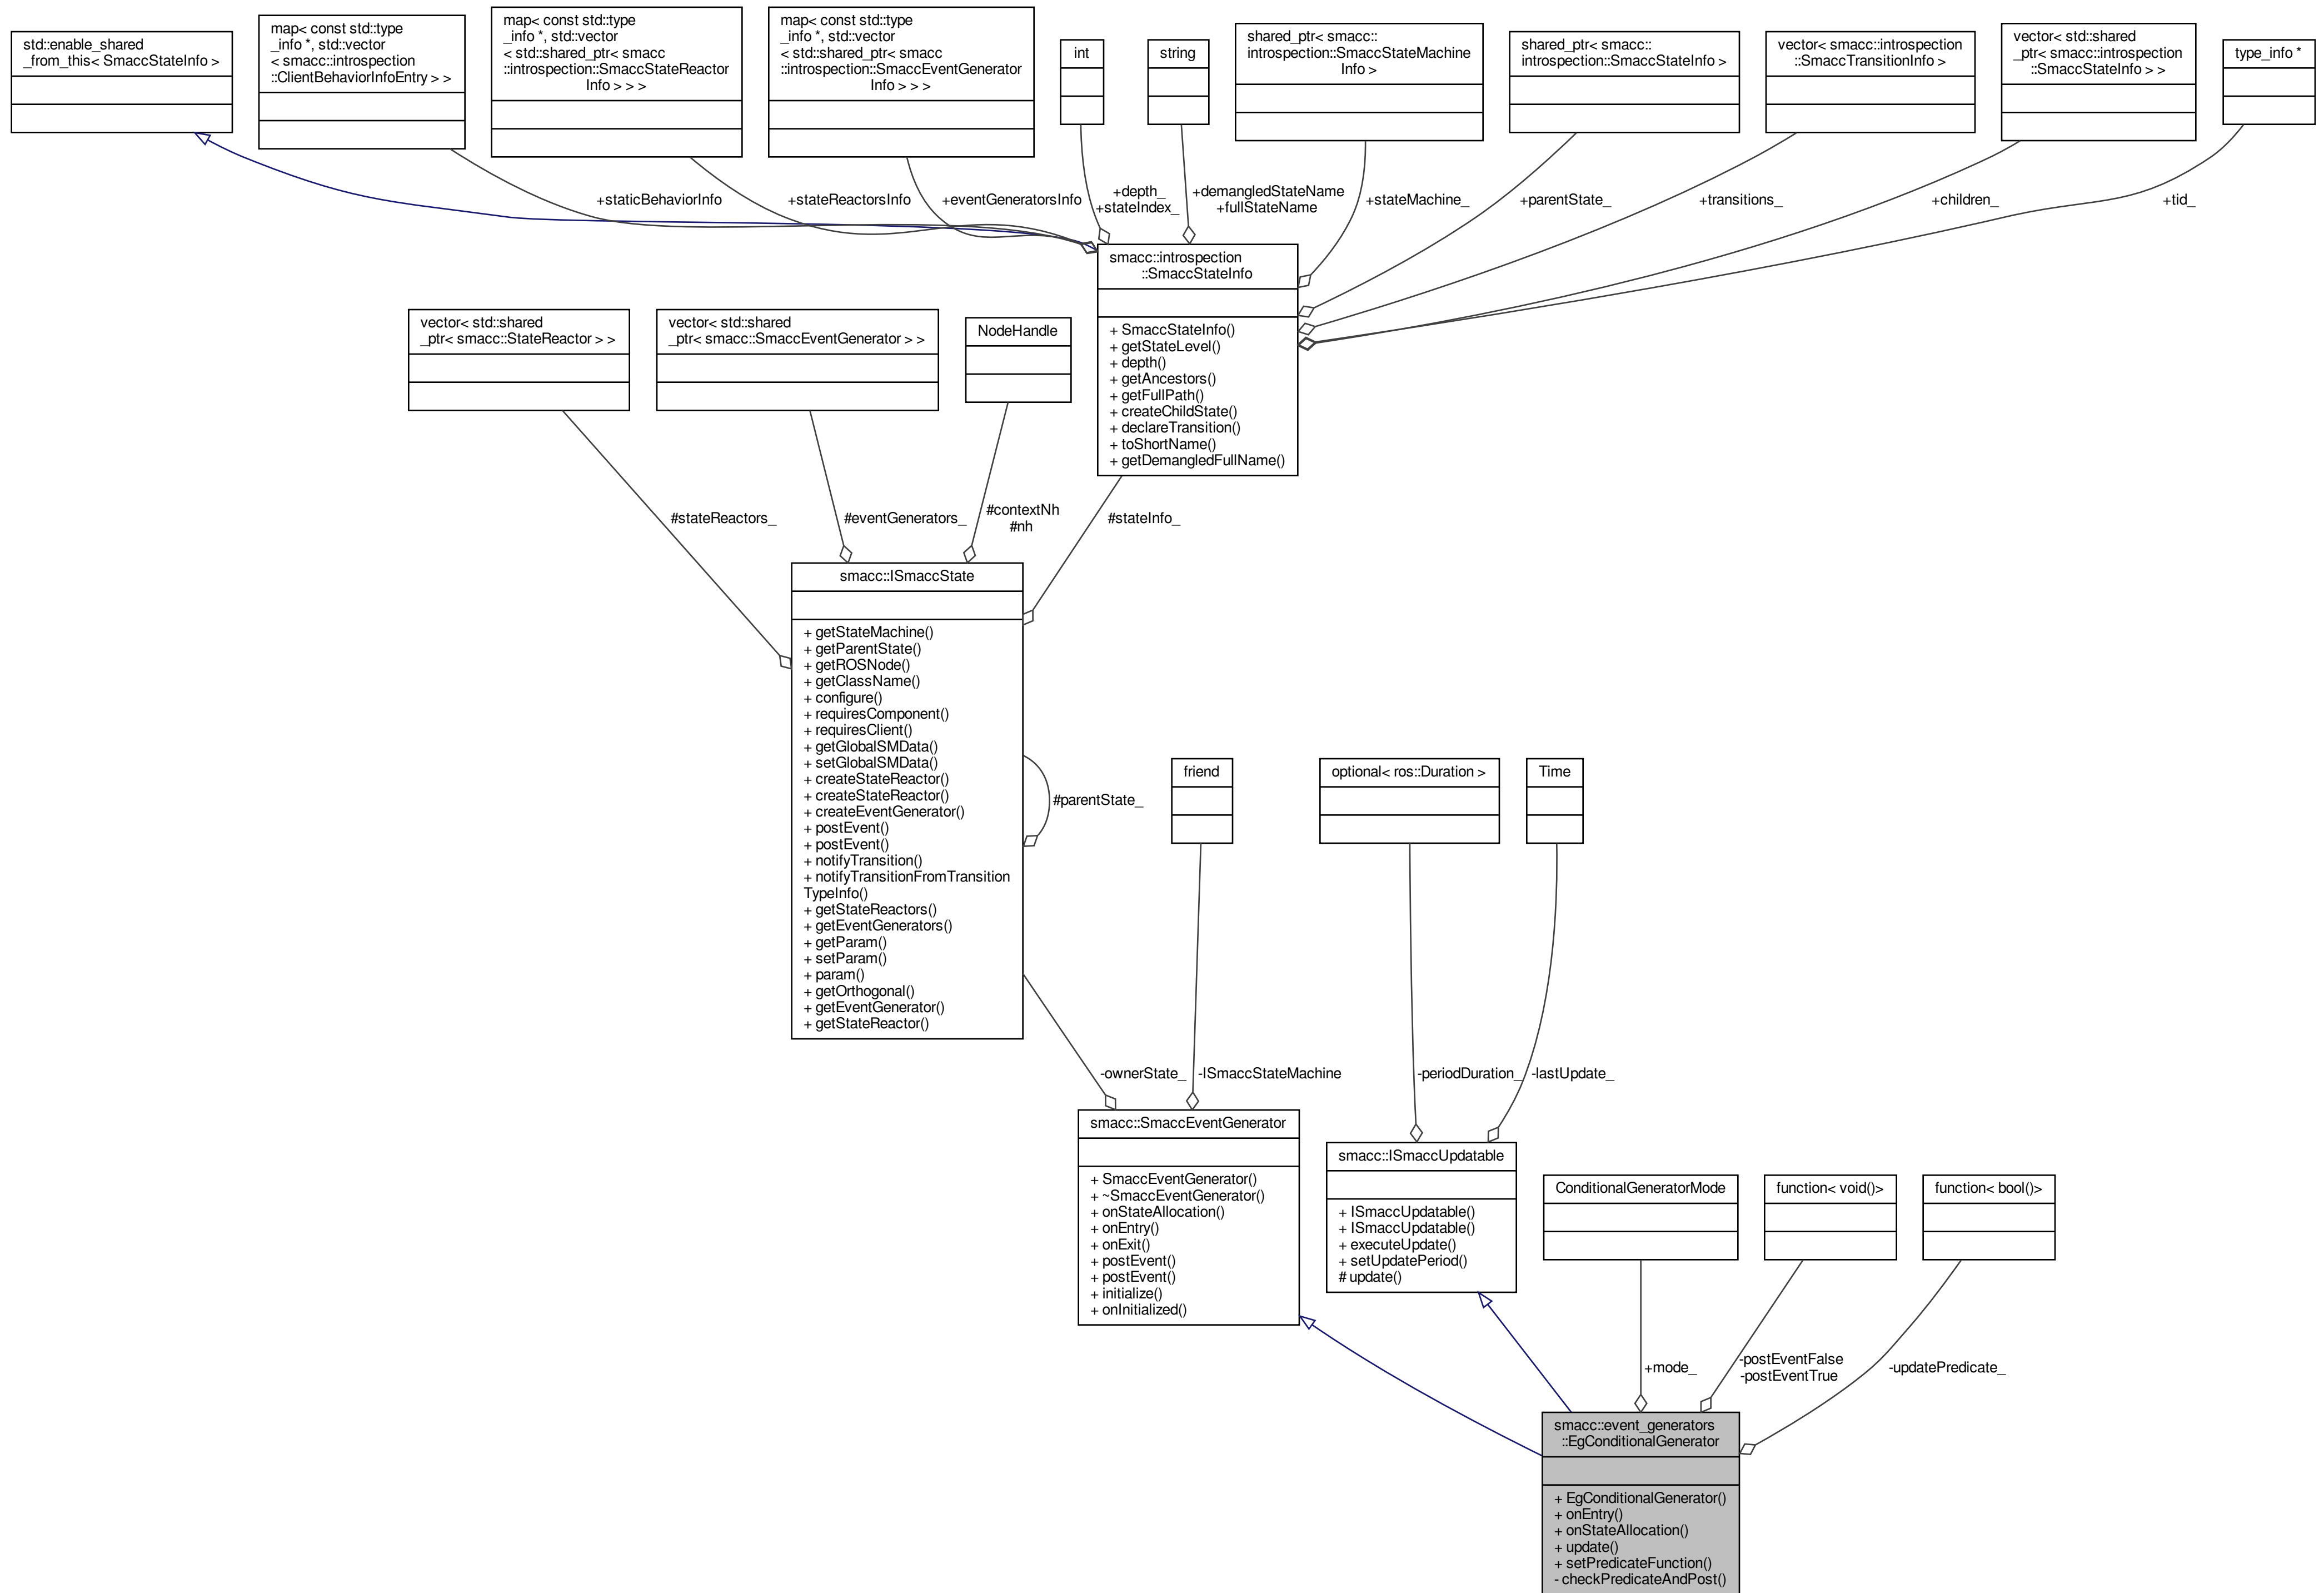 std::enable_shared
_from_this< SmaccStateInfo >
map< const std::type
_info *, std::vector
< smacc::introspection
::ClientBehaviorInfoEntry > >
map< const std::type
_info *, std::vector
< std::shared_ptr< smacc
::introspection::SmaccStateReactor
Info > > >
map< const std::type
_info *, std::vector
< std::shared_ptr< smacc
::introspection::SmaccEventGenerator
Info > > >
int
string
shared_ptr< smacc::
introspection::SmaccStateMachine
Info >
shared_ptr< smacc::
introspection::SmaccStateInfo >
vector< smacc::introspection
::SmaccTransitionInfo >
vector< std::shared
_ptr< smacc::introspection
::SmaccStateInfo > >
type_info *
+staticBehaviorInfo
+stateReactorsInfo
+eventGeneratorsInfo
+depth_
+stateIndex_
+demangledStateName
+fullStateName
+stateMachine_
+parentState_
+transitions_
+children_
+tid_
smacc::introspection
::SmaccStateInfo
+ SmaccStateInfo()
+ getStateLevel()
+ depth()
+ getAncestors()
+ getFullPath()
+ createChildState()
+ declareTransition()
+ toShortName()
+ getDemangledFullName()
vector< std::shared
_ptr< smacc::StateReactor > >
vector< std::shared
_ptr< smacc::SmaccEventGenerator > >
NodeHandle
#stateReactors_
#eventGenerators_
#contextNh
#nh
#stateInfo_
smacc::ISmaccState
+ getStateMachine()
+ getParentState()
+ getROSNode()
+ getClassName()
+ configure()
+ requiresComponent()
+ requiresClient()
+ getGlobalSMData()
+ setGlobalSMData()
+ createStateReactor()
+ createStateReactor()
+ createEventGenerator()
+ postEvent()
+ postEvent()
+ notifyTransition()
+ notifyTransitionFromTransition
TypeInfo()
+ getStateReactors()
+ getEventGenerators()
+ getParam()
+ setParam()
+ param()
+ getOrthogonal()
+ getEventGenerator()
+ getStateReactor()
#parentState_
friend
optional< ros::Duration >
Time
-ownerState_
-ISmaccStateMachine
-periodDuration_
-lastUpdate_
smacc::SmaccEventGenerator
+ SmaccEventGenerator()
+ ~SmaccEventGenerator()
+ onStateAllocation()
+ onEntry()
+ onExit()
+ postEvent()
+ postEvent()
+ initialize()
+ onInitialized()
smacc::ISmaccUpdatable
+ ISmaccUpdatable()
+ ISmaccUpdatable()
+ executeUpdate()
+ setUpdatePeriod()
# update()
ConditionalGeneratorMode
function< void()>
function< bool()>
+mode_
-postEventFalse
-postEventTrue
-updatePredicate_
smacc::event_generators
::EgConditionalGenerator
+ EgConditionalGenerator()
+ onEntry()
+ onStateAllocation()
+ update()
+ setPredicateFunction()
- checkPredicateAndPost()